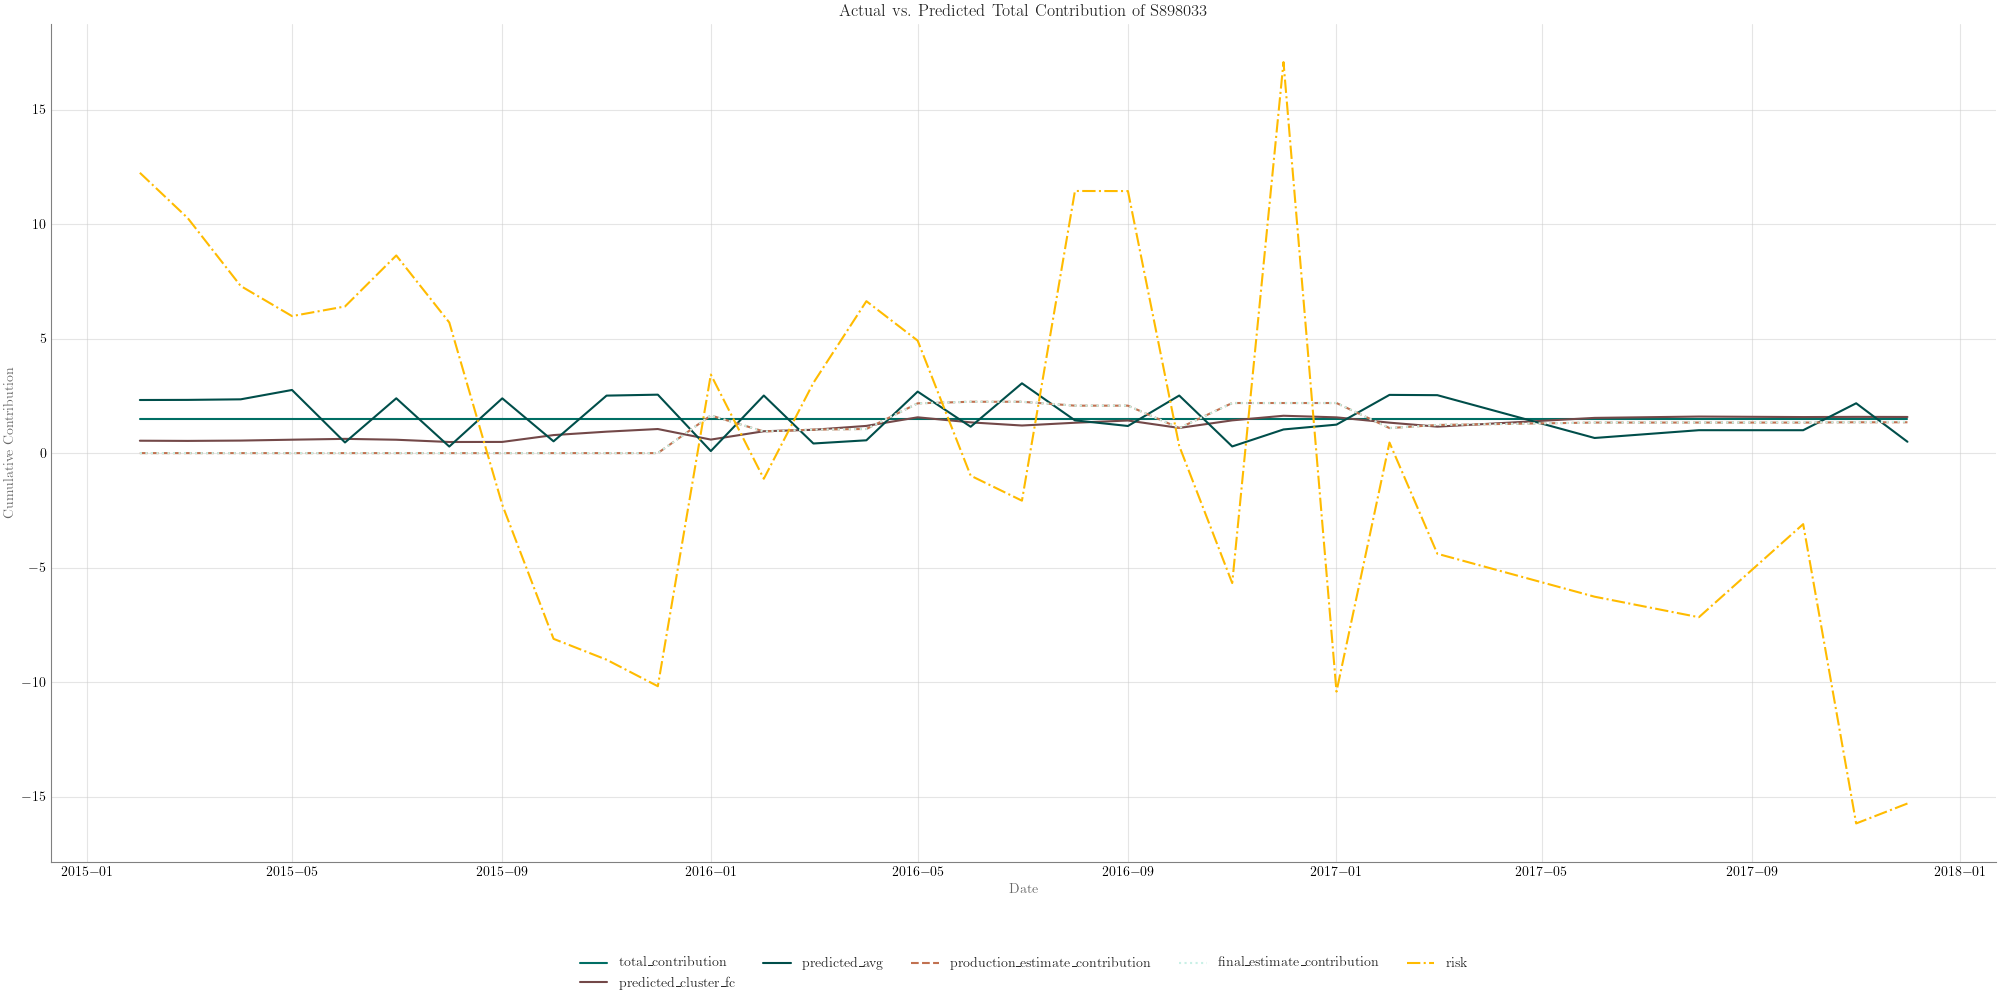 Actual vs. Predicted Total Contribution of S898033
Cumulative Contribution
15
10
5
0
−5
−10
−15
2015−01 2015−05 2015−09 2016−01 2016−05 2016−09 2017−01 2017−05 2017−09 2018−01
Date
total_contribution predicted_avg production_estimate_contribution final_estimate_contribution risk
predicted_cluster_fc